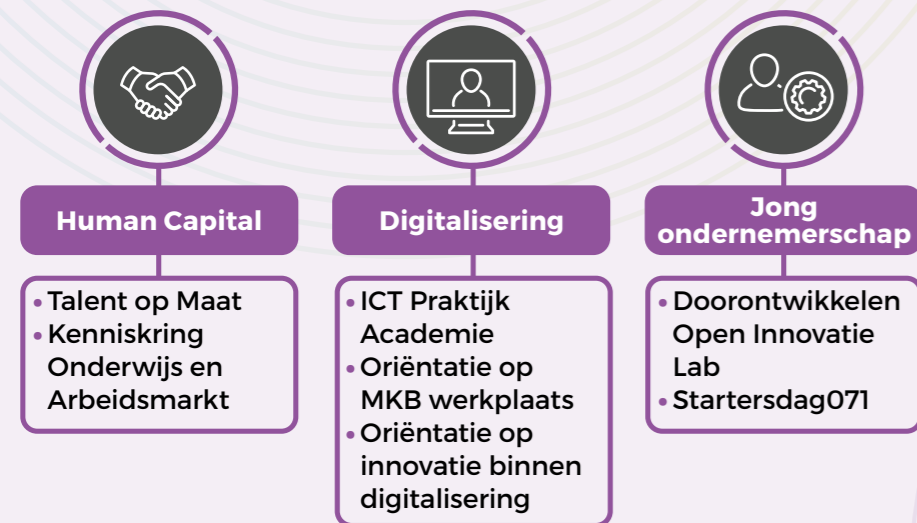 Human Capital
• Talent op Maat
• Kenniskring
Onderwijs en
Arbeidsmarkt
Digitalisering
• ICT Praktijk
Academie
• Oriëntatie op
MKB werkplaats
• Oriëntatie op
innovatie binnen
digitalisering
Jong
ondernemerschap
• Doorontwikkelen
Open Innovatie
Lab
• Startersdag071